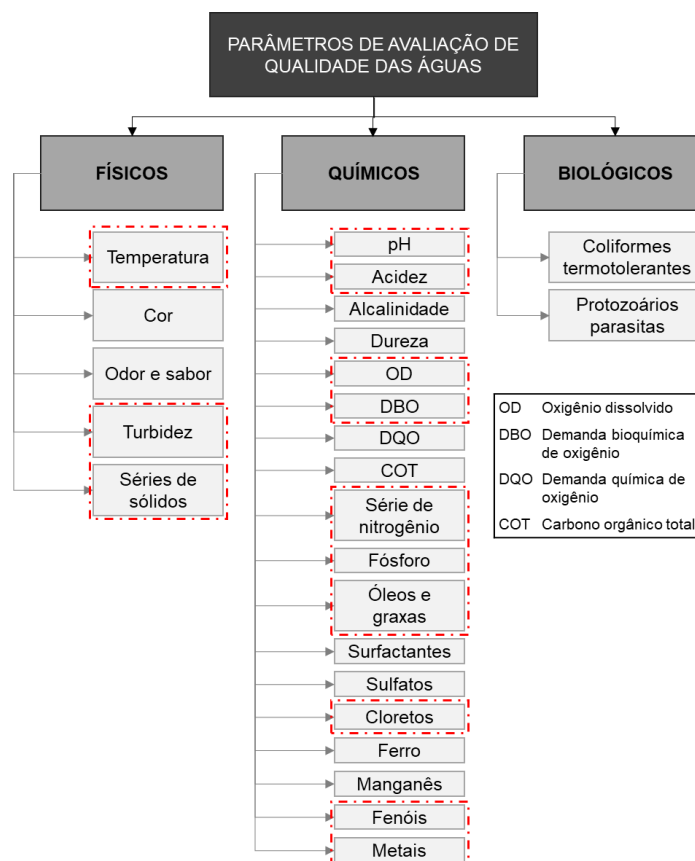 PARÂMETROS DE AVALIAÇÃO DE
QUALIDADE DAS ÁGUAS
FÍSICOS
Temperatura
Cor
Odor e sabor
Turbidez
Séries de
sólidos
QUÍMICOS
pH
Acidez
Alcalinidade
Dureza
OD
DBO
DQO
COT
Série de
nitrogênio
Fósforo
Óleos e
graxas
Surfactantes
Sulfatos
Cloretos
Ferro
Manganês
Fenóis
Metais
BIOLÓGICOS
Coliformes
termotolerantes
Protozoários
parasitas
OD Oxigênio dissolvido
DBO Demanda bioquímica
de oxigênio
DQO Demanda química de
oxigênio
COT Carbono orgânico total